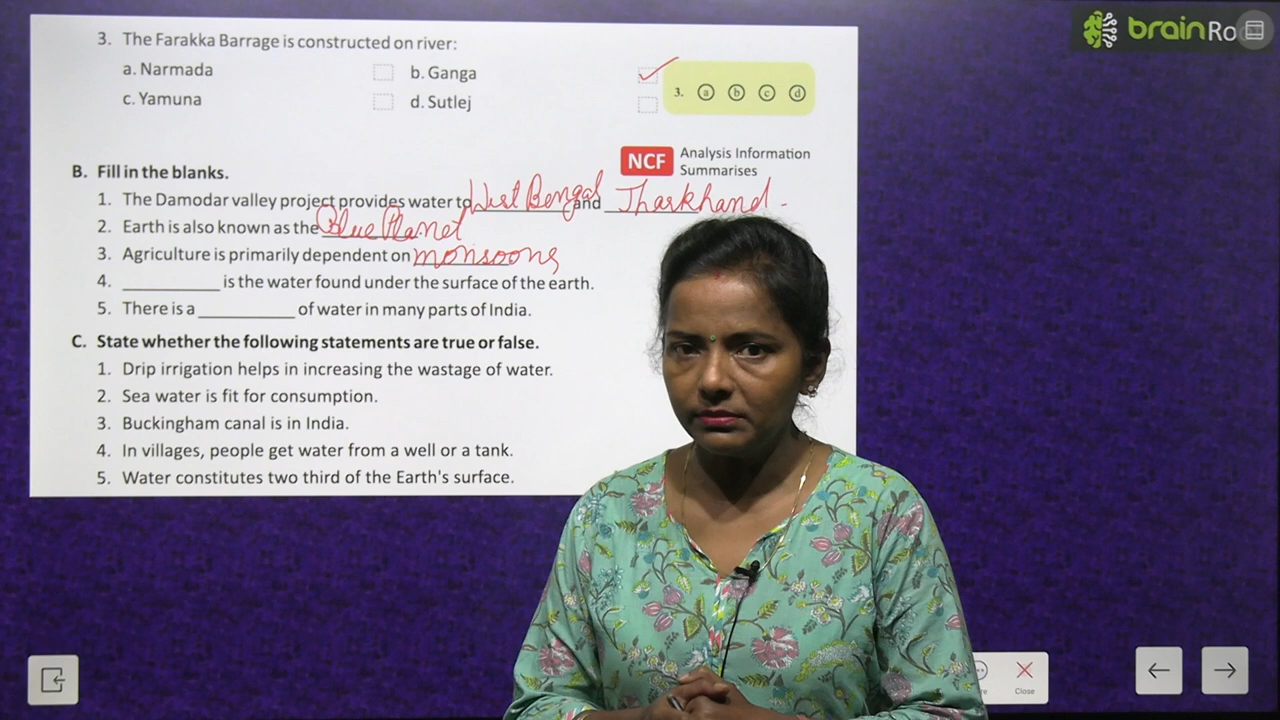 brainRo
3. The Farakka Barrage is constructed on river:
a. Narmada b. Ganga
c. Yamuna d. Sutlej
3. a b c d
NCF Analysis Information
Summarises
B. Fill in the blanks.
1. The Damodar valley project provides water to West Bengal and Jharkhand.
2. Earth is also known as the Blue Planet
3. Agriculture is primarily dependent on monsoons
4. __________ is the water found under the surface of the earth.
5. There is a __________ of water in many parts of India.
C. State whether the following statements are true or false.
1. Drip irrigation helps in increasing the wastage of water.
2. Sea water is fit for consumption.
3. Buckingham canal is in India.
4. In villages, people get water from a well or a tank.
5. Water constitutes two third of the Earth's surface.
Close